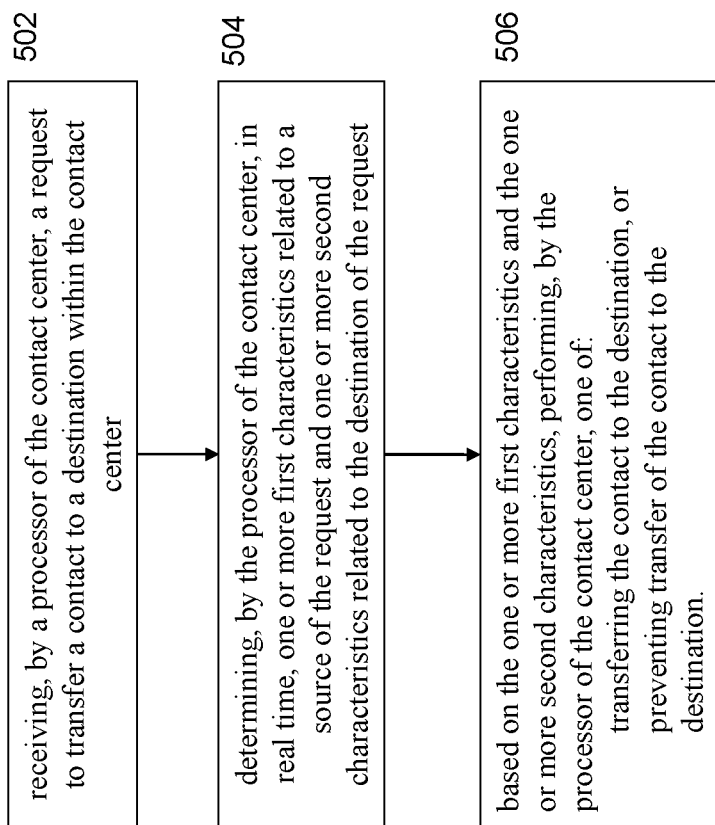 502
receiving, by a processor of the contact center, a request
to transfer a contact to a destination within the contact
center
504
determining, by the processor of the contact center, in
real time, one or more first characteristics related to a
source of the request and one or more second
characteristics related to the destination of the request
506
based on the one or more first characteristics and the one
or more second characteristics, performing, by the
processor of the contact center, one of:
transferring the contact to the destination, or
preventing transfer of the contact to the
destination.